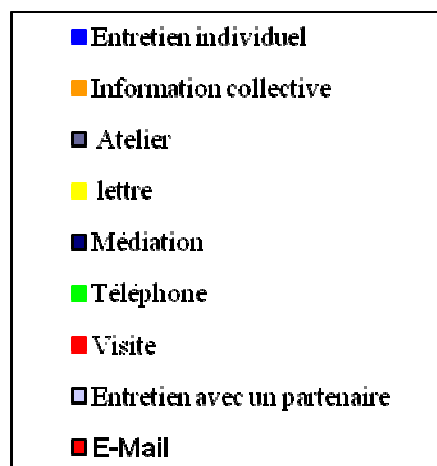 Entretien individuel
Information collective
Atelier
lettre
Médiation
Téléphone
Visite
Entretien avec un partenaire
E-Mail